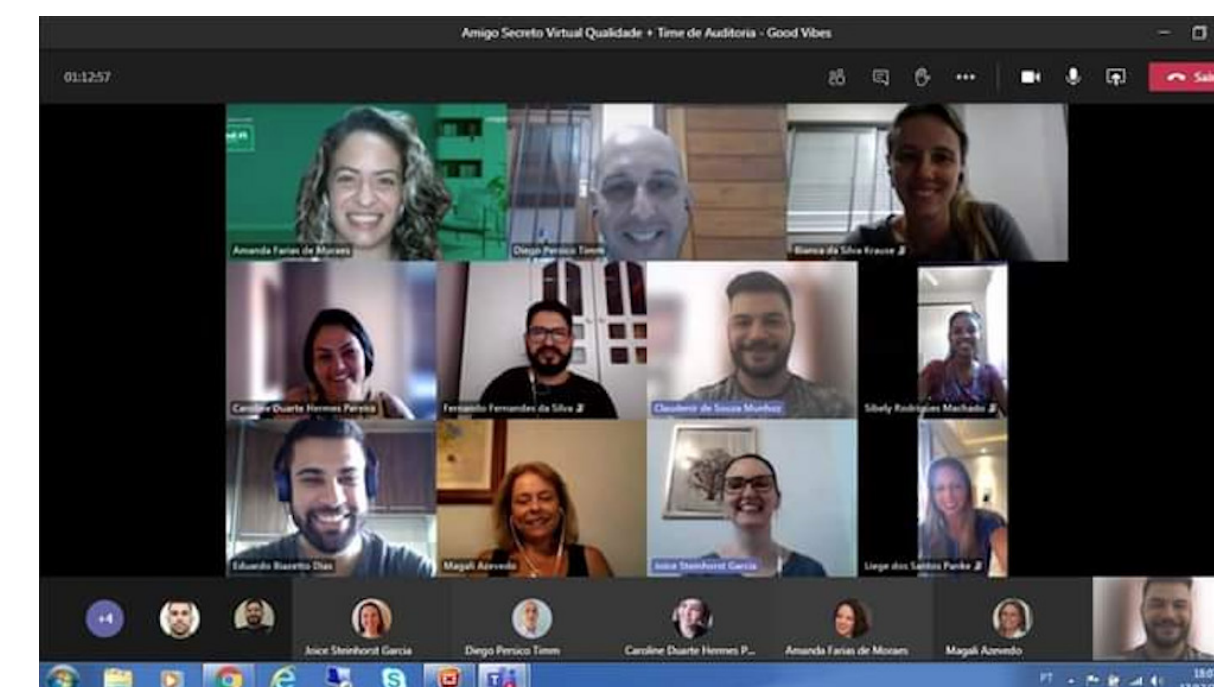 Amigo Secreto Virtual Qualidade + Time de Auditoria - Good Vibes
01:12:57
Sair
Amanda Farias de Moraes
Diego Persico Timm
Bianca da Silva Krause
Caroline Duarte Hermes Pereira
Fernando Fernandes da Silva
Claudenir de Souza Munhoz
Sibely Rodrigues Machado
Eduardo Biazetto Dias
Magali Azevedo
Joice Steinhorst Garcia
Liege dos Santos Panke
+4
Joice Steinhorst Garcia
Diego Persico Timm
Caroline Duarte Hermes P...
Amanda Farias de Moraes
Magali Azevedo
PT